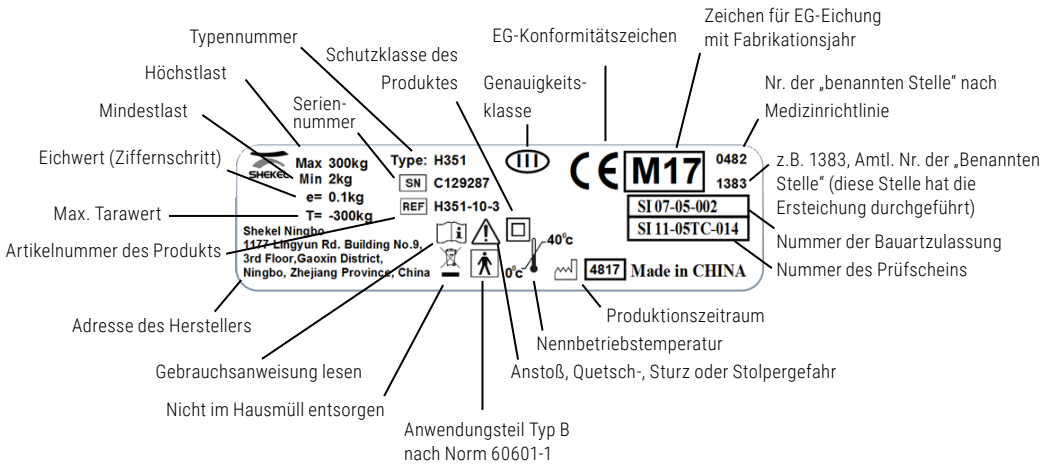 Typennummer
Höchstlast
Mindestlast
Eichwert (Ziffernschritt)
Max. Tarawert
Artikelnummer des Produkts
Adresse des Herstellers
Serien-
nummer
Schutzklasse des
Produktes
Genauigkeits-
klasse
EG-Konformitätszeichen
Zeichen für EG-Eichung
mit Fabrikationsjahr
Nr. der „benannten Stelle“ nach
Medizinrichtlinie
z.B. 1383, Amtl. Nr. der „Benannten
Stelle“ (diese Stelle hat die
Ersteichung durchgeführt)
Nummer der Bauartzulassung
Nummer des Prüfscheins
SHEKEL
Max 300kg
Min 2kg
e= 0.1kg
T= -300kg
Type: H351
SN C129287
REF H351-10-3
III
CE M17
0482
1383
SI 07-05-002
SI 11-05TC-014
Shekel Ningbo
1177 Lingyun Rd. Building No.9,
3rd Floor,Gaoxin District,
Ningbo, Zhejiang Province, China
i
40°c
0°c
4817 Made in CHINA
Produktionszeitraum
Nennbetriebstemperatur
Anstoß, Quetsch-, Sturz oder Stolpergefahr
Gebrauchsanweisung lesen
Nicht im Hausmüll entsorgen
Anwendungsteil Typ B
nach Norm 60601-1